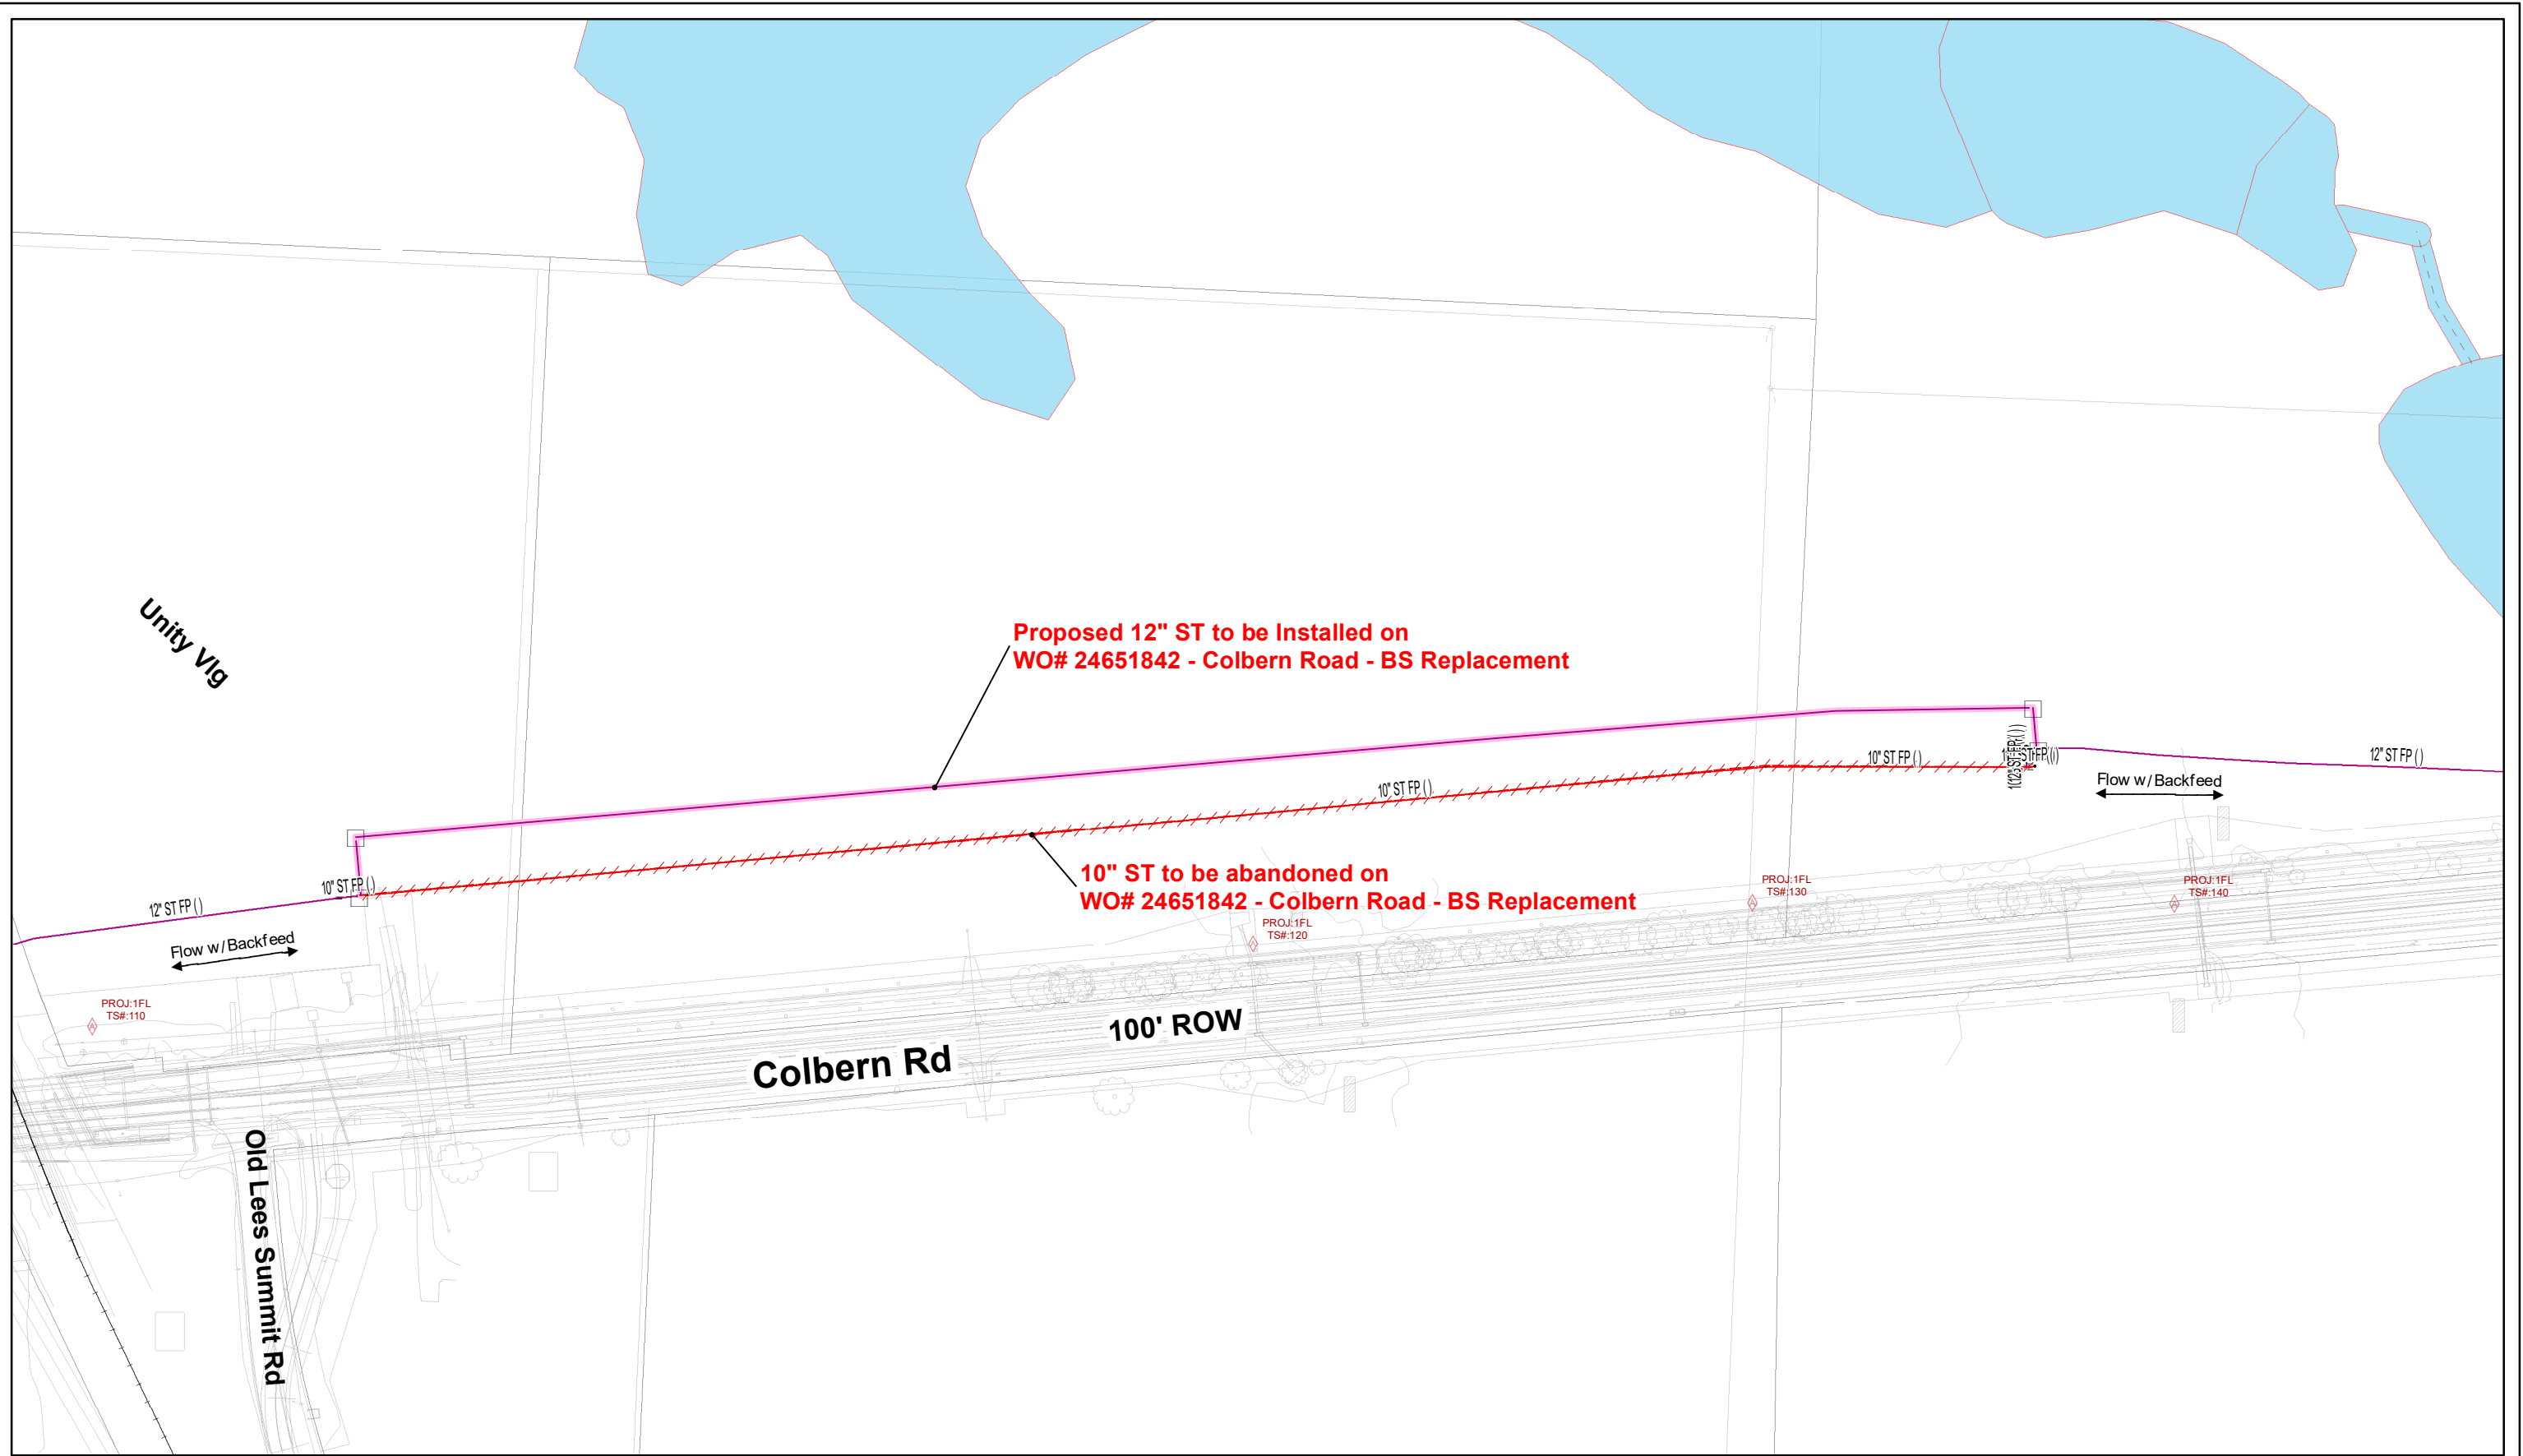 Unity Vlg
Proposed 12" ST to be Installed on
WO# 24651842 - Colbern Road - BS Replacement
10" ST FP ( )
12" ST FP ( )
Flow w/Backfeed
10" ST FP ( )
10" ST to be abandoned on
WO# 24651842 - Colbern Road - BS Replacement
10" ST FP ( )
12" ST FP ( )
Flow w/Backfeed
PROJ:1FL
TS#:130
PROJ:1FL
TS#:140
PROJ:1FL
TS#:120
PROJ:1FL
TS#:110
100' ROW
Colbern Rd
Old Lees Summit Rd